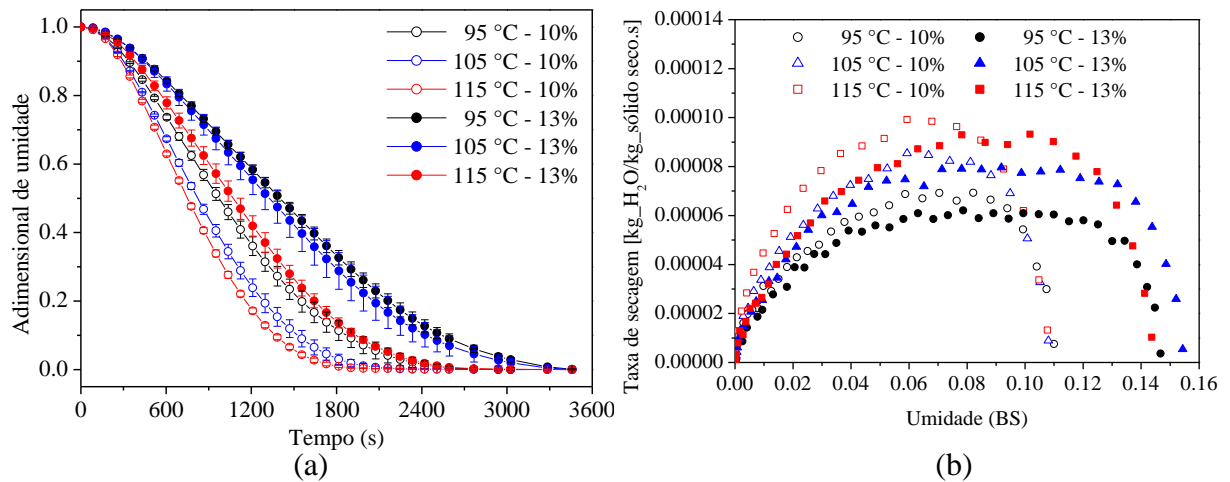 1.0
0.8
0.6
0.4
0.2
0.0
Adimensional de umidade
95 °C - 10%
105 °C - 10%
115 °C - 10%
95 °C - 13%
105 °C - 13%
115 °C - 13%
0 600 1200 1800 2400 3000 3600
Tempo (s)
(a)
0.00014
0.00012
0.00010
0.00008
0.00006
0.00004
0.00002
0.00000
Taxa de secagem [kg_H₂O/kg_sólido seco.s]
95 °C - 10% 95 °C - 13%
105 °C - 10% 105 °C - 13%
115 °C - 10% 115 °C - 13%
0.00 0.02 0.04 0.06 0.08 0.10 0.12 0.14 0.16
Umidade (BS)
(b)